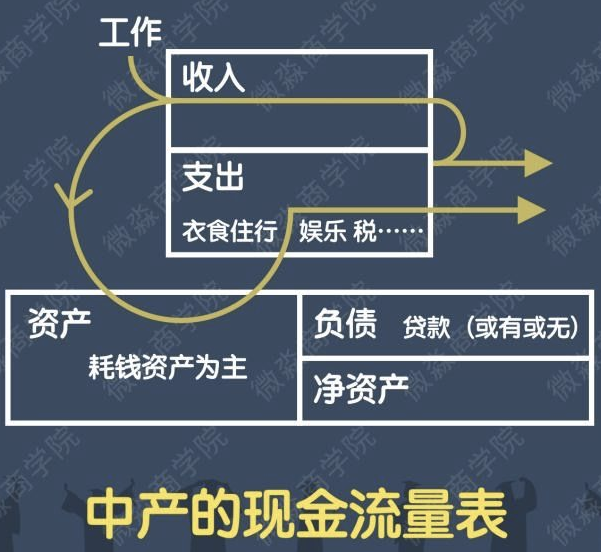 工作
收入
支出
衣食住行 娱乐 税……
资产
耗钱资产为主
负债 贷款（或有或无）
净资产
中产的现金流量表
微淼商学院